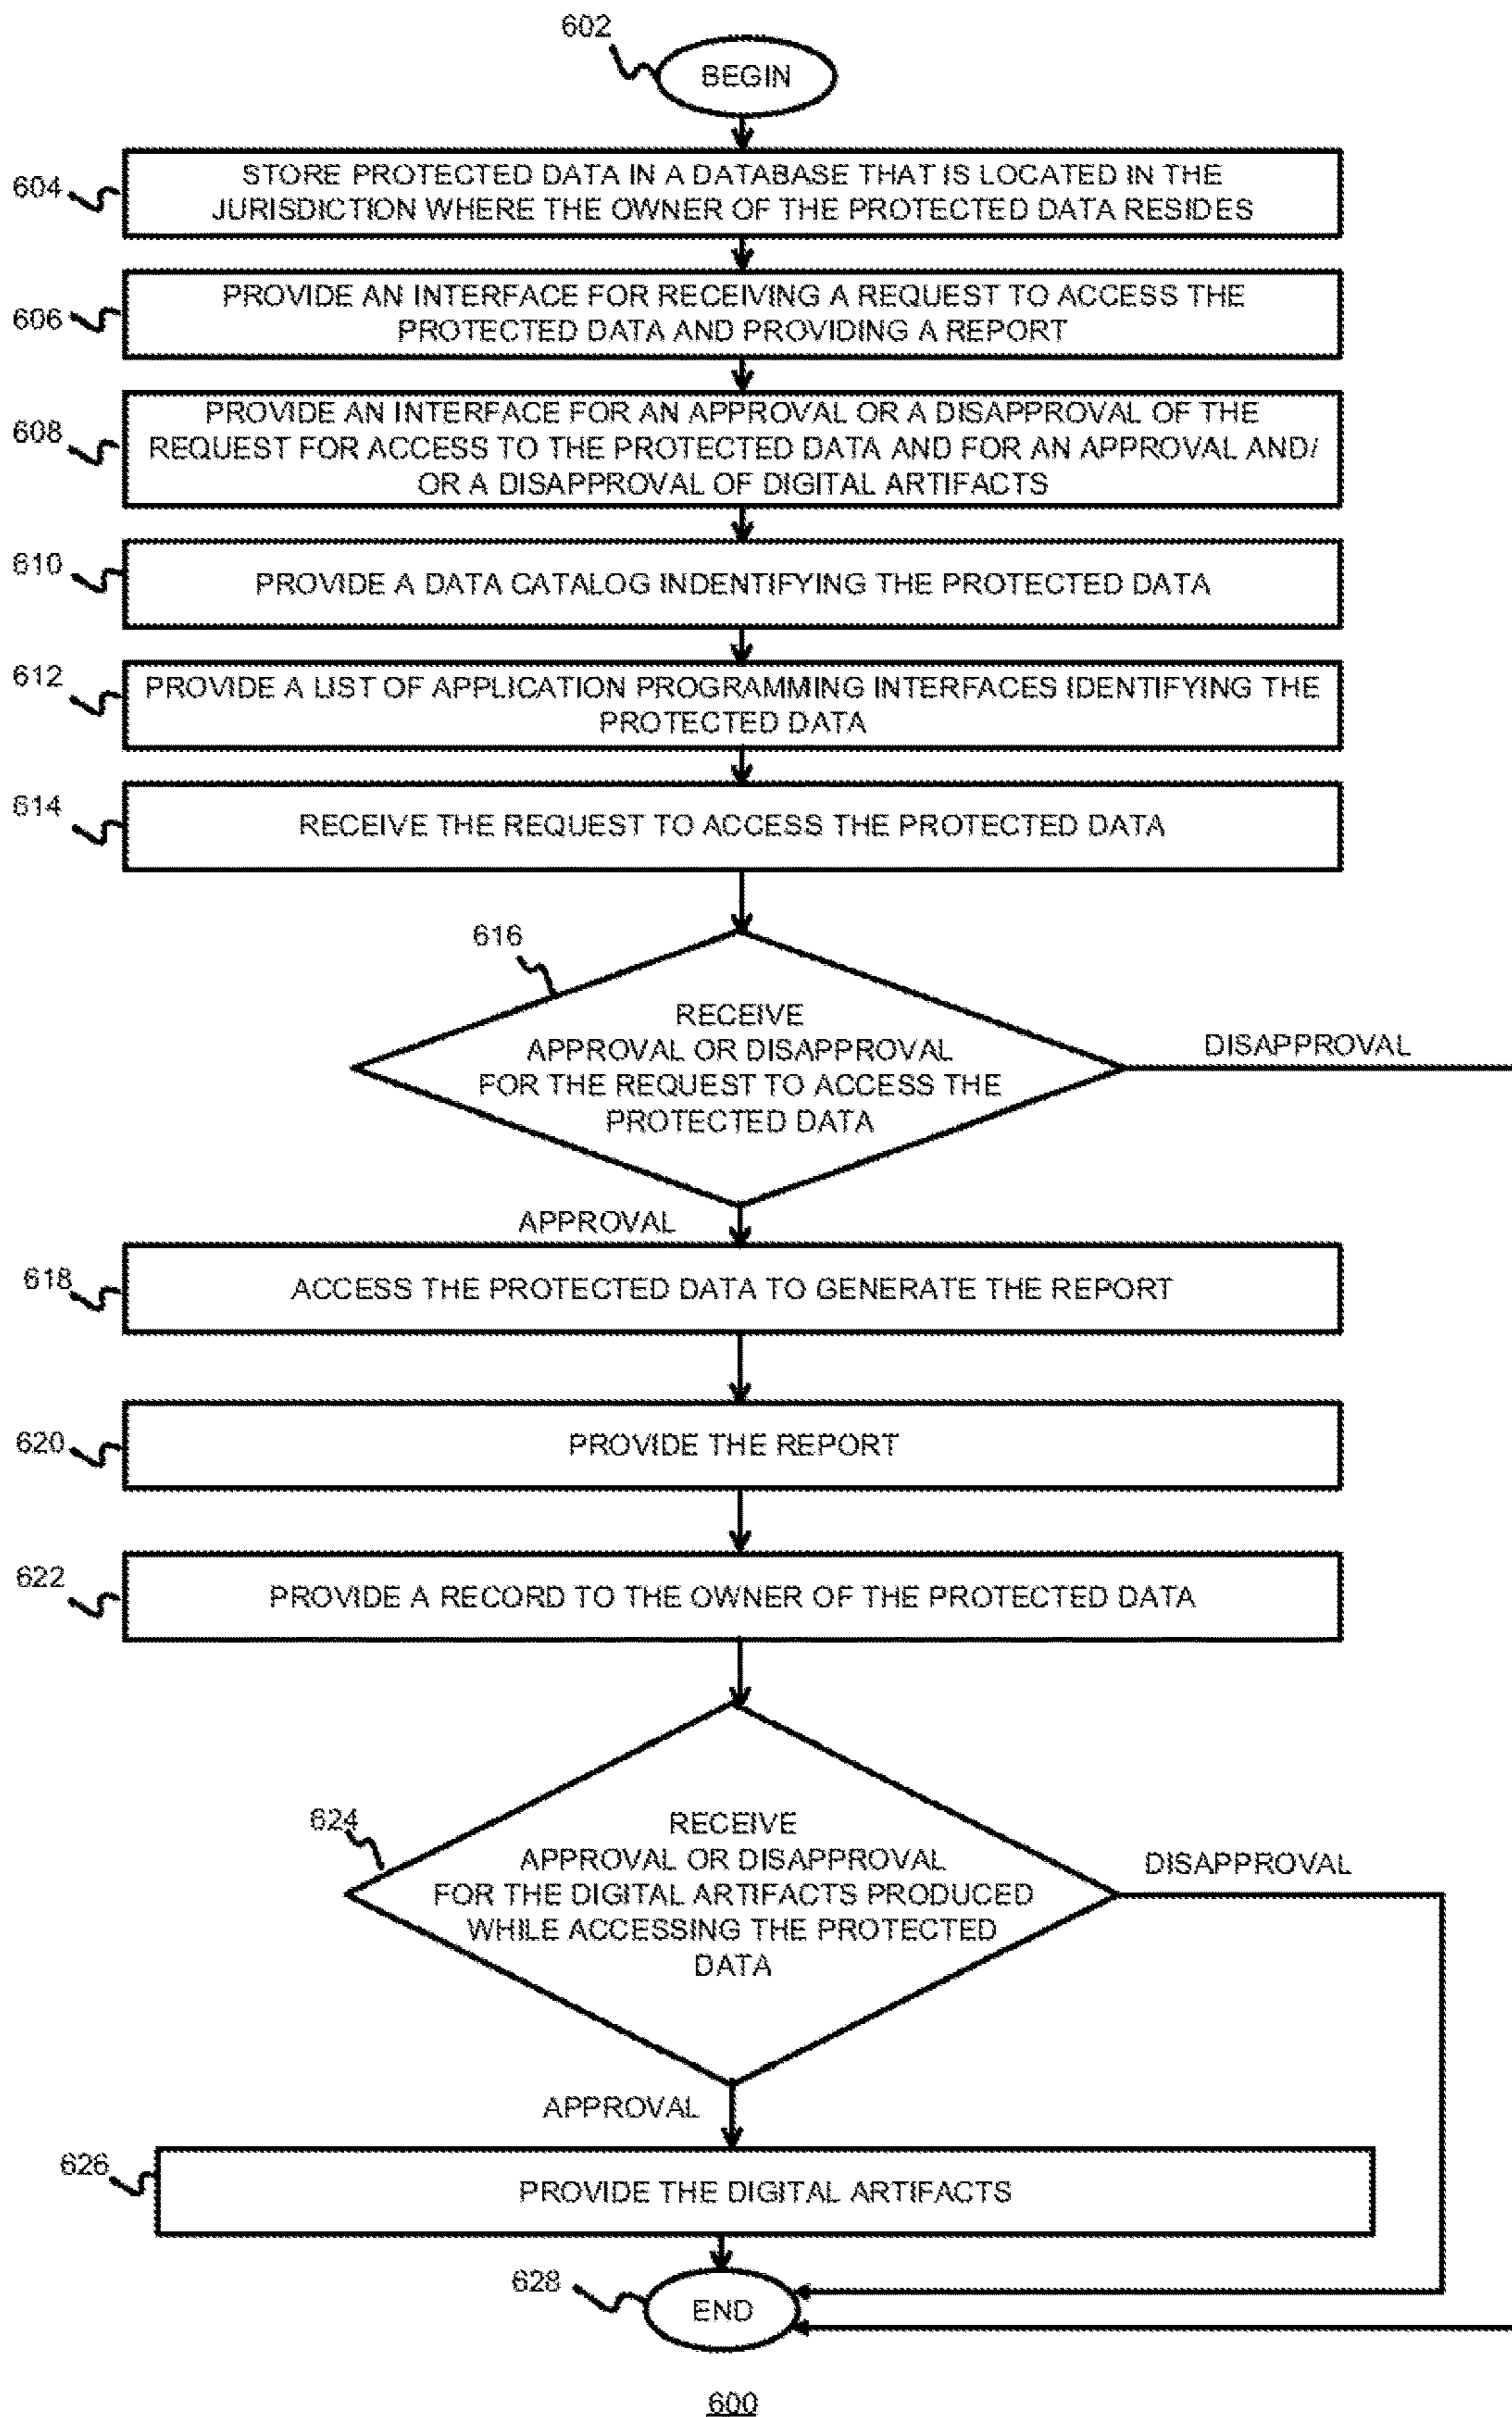 602
BEGIN
604
STORE PROTECTED DATA IN A DATABASE THAT IS LOCATED IN THE
JURISDICTION WHERE THE OWNER OF THE PROTECTED DATA RESIDES
606
PROVIDE AN INTERFACE FOR RECEIVING A REQUEST TO ACCESS THE
PROTECTED DATA AND PROVIDING A REPORT
608
PROVIDE AN INTERFACE FOR AN APPROVAL OR A DISAPPROVAL OF THE
REQUEST FOR ACCESS TO THE PROTECTED DATA AND FOR AN APPROVAL AND/
OR A DISAPPROVAL OF DIGITAL ARTIFACTS
610
PROVIDE A DATA CATALOG INDENTIFYING THE PROTECTED DATA
612
PROVIDE A LIST OF APPLICATION PROGRAMMING INTERFACES IDENTIFYING THE
PROTECTED DATA
614
RECEIVE THE REQUEST TO ACCESS THE PROTECTED DATA
616
RECEIVE
APPROVAL OR DISAPPROVAL
FOR THE REQUEST TO ACCESS THE
PROTECTED DATA
DISAPPROVAL
APPROVAL
618
ACCESS THE PROTECTED DATA TO GENERATE THE REPORT
620
PROVIDE THE REPORT
622
PROVIDE A RECORD TO THE OWNER OF THE PROTECTED DATA
624
RECEIVE
APPROVAL OR DISAPPROVAL
FOR THE DIGITAL ARTIFACTS PRODUCED
WHILE ACCESSING THE PROTECTED
DATA
DISAPPROVAL
APPROVAL
626
PROVIDE THE DIGITAL ARTIFACTS
628
END
600